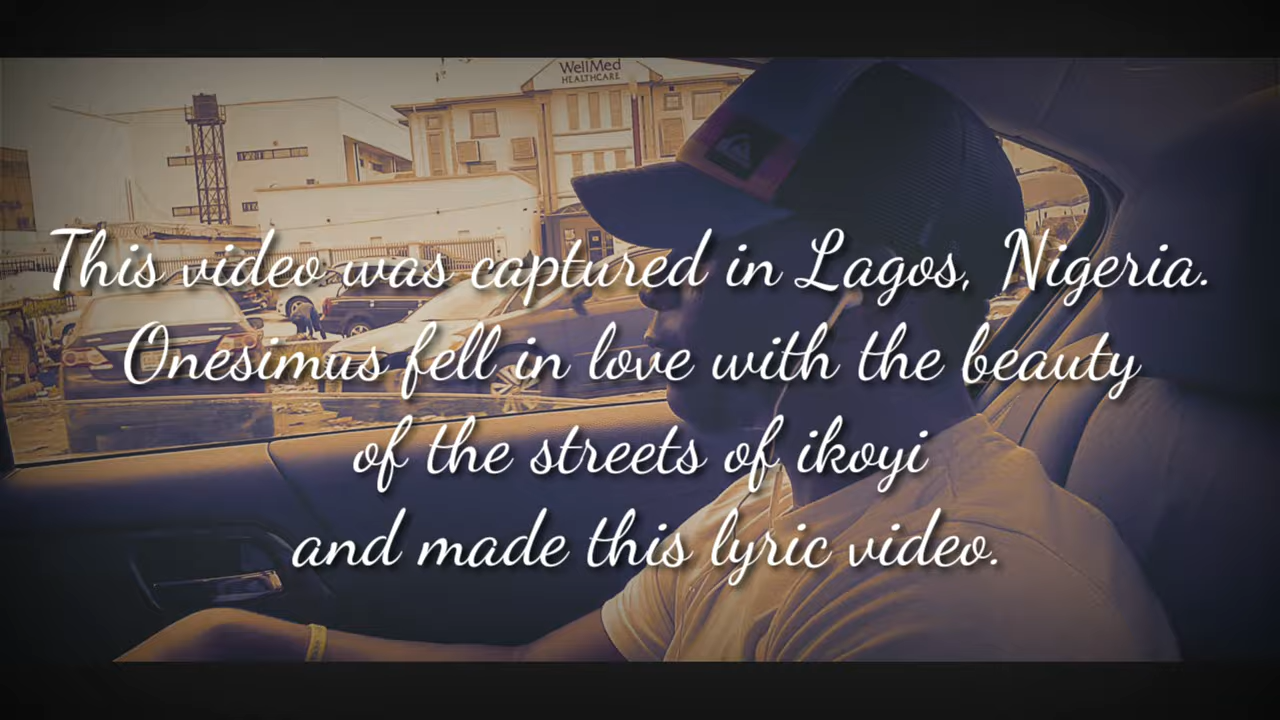 WellMed
HEALTHCARE
This video was captured in Lagos, Nigeria.
Onesimus fell in love with the beauty
of the streets of ikoyi
and made this lyric video.